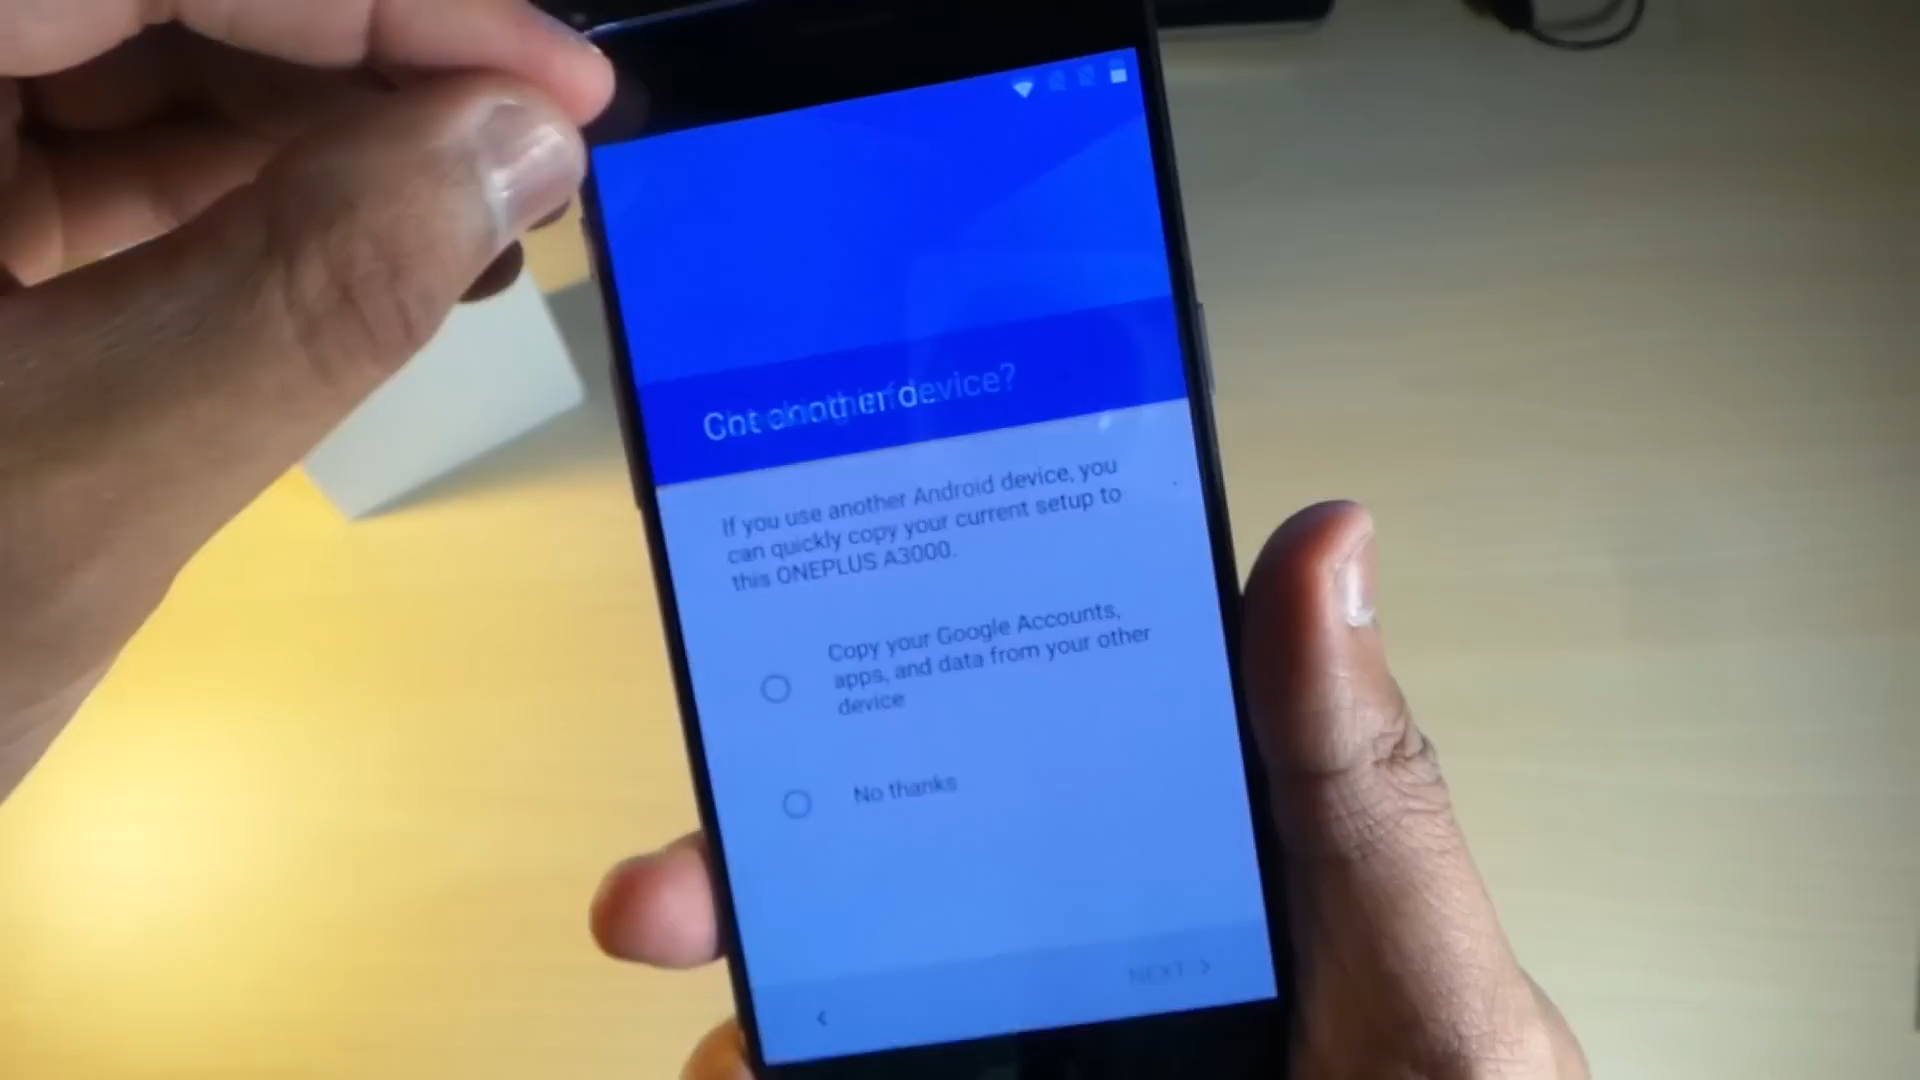 Got another device?
If you use another Android device, you
can quickly copy your current setup to
this ONEPLUS A3000.
Copy your Google Accounts,
apps, and data from your other
device
No thanks
NEXT